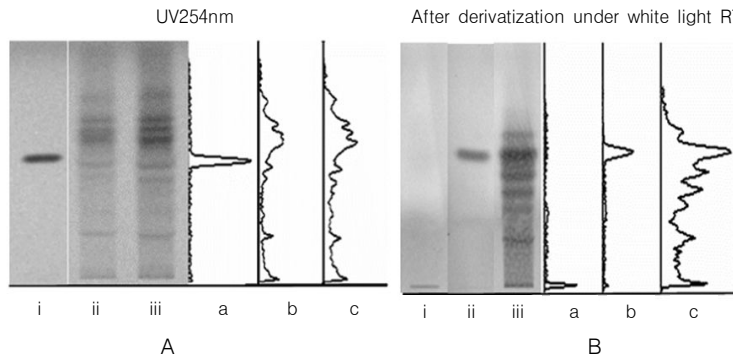 UV254nm
After derivatization under white light R
i ii iii a b c
i ii iii a b c
A
B